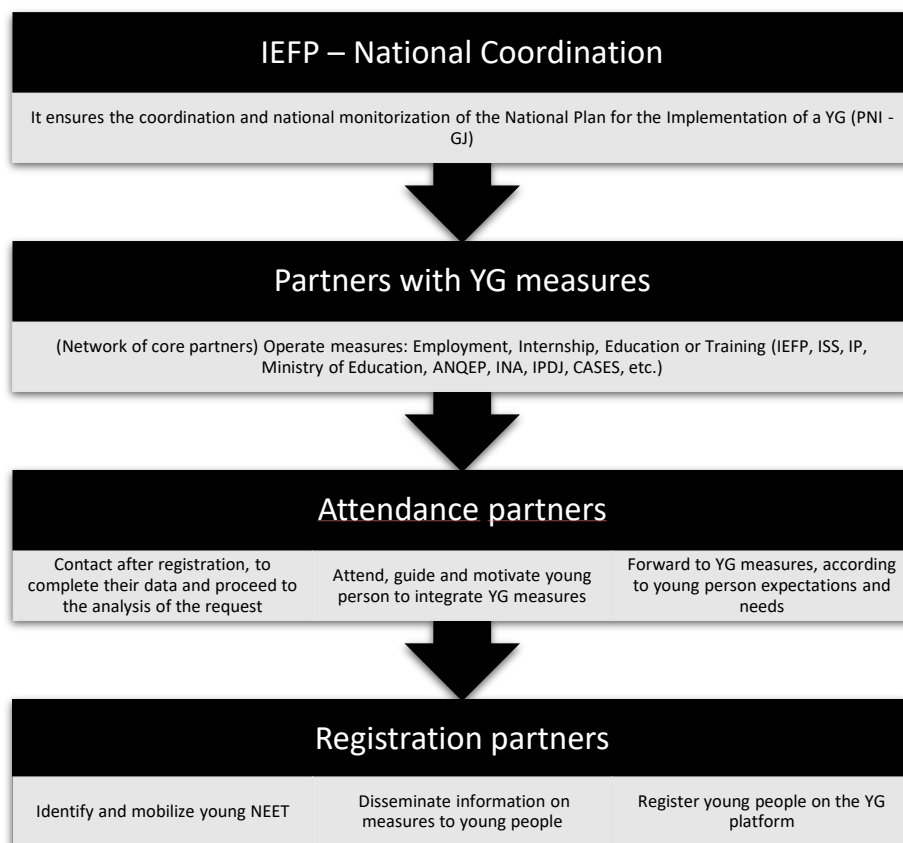 IEFP – National Coordination
It ensures the coordination and national monitorization of the National Plan for the Implementation of a YG (PNI -
GJ)
Partners with YG measures
(Network of core partners) Operate measures: Employment, Internship, Education or Training (IEFP, ISS, IP,
Ministry of Education, ANQEP, INA, IPDJ, CASES, etc.)
Attendance partners
Contact after registration, to
complete their data and proceed to
the analysis of the request
Attend, guide and motivate young
person to integrate YG measures
Forward to YG measures, according
to young person expectations and
needs
Registration partners
Identify and mobilize young NEET
Disseminate information on
measures to young people
Register young people on the YG
platform